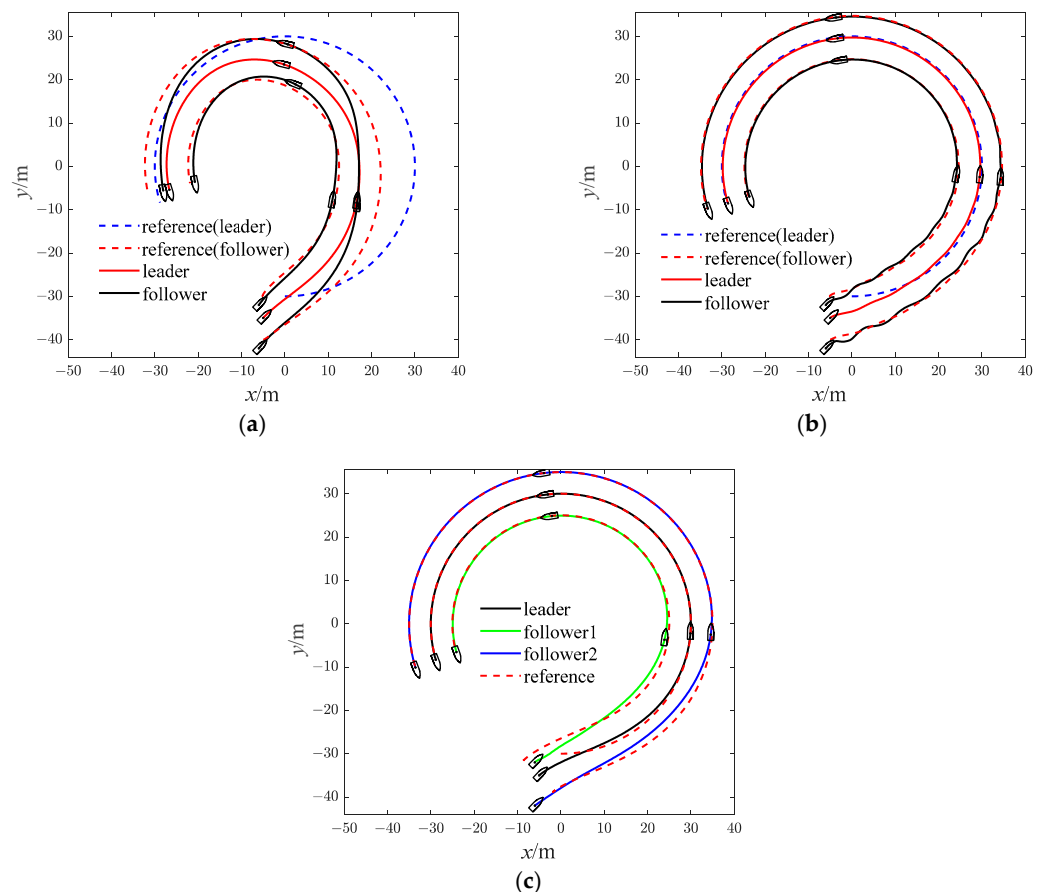 30
20
10
0
−10
−20
−30
−40
y/m
reference(leader)
reference(follower)
leader
follower
−50 −40 −30 −20 −10 0 10 20 30 40
x/m
(a)
30
20
10
0
−10
−20
−30
−40
y/m
reference(leader)
reference(follower)
leader
follower
−50 −40 −30 −20 −10 0 10 20 30 40
x/m
(b)
30
20
10
0
−10
−20
−30
−40
y/m
leader
follower1
follower2
reference
−50 −40 −30 −20 −10 0 10 20 30 40
x/m
(c)